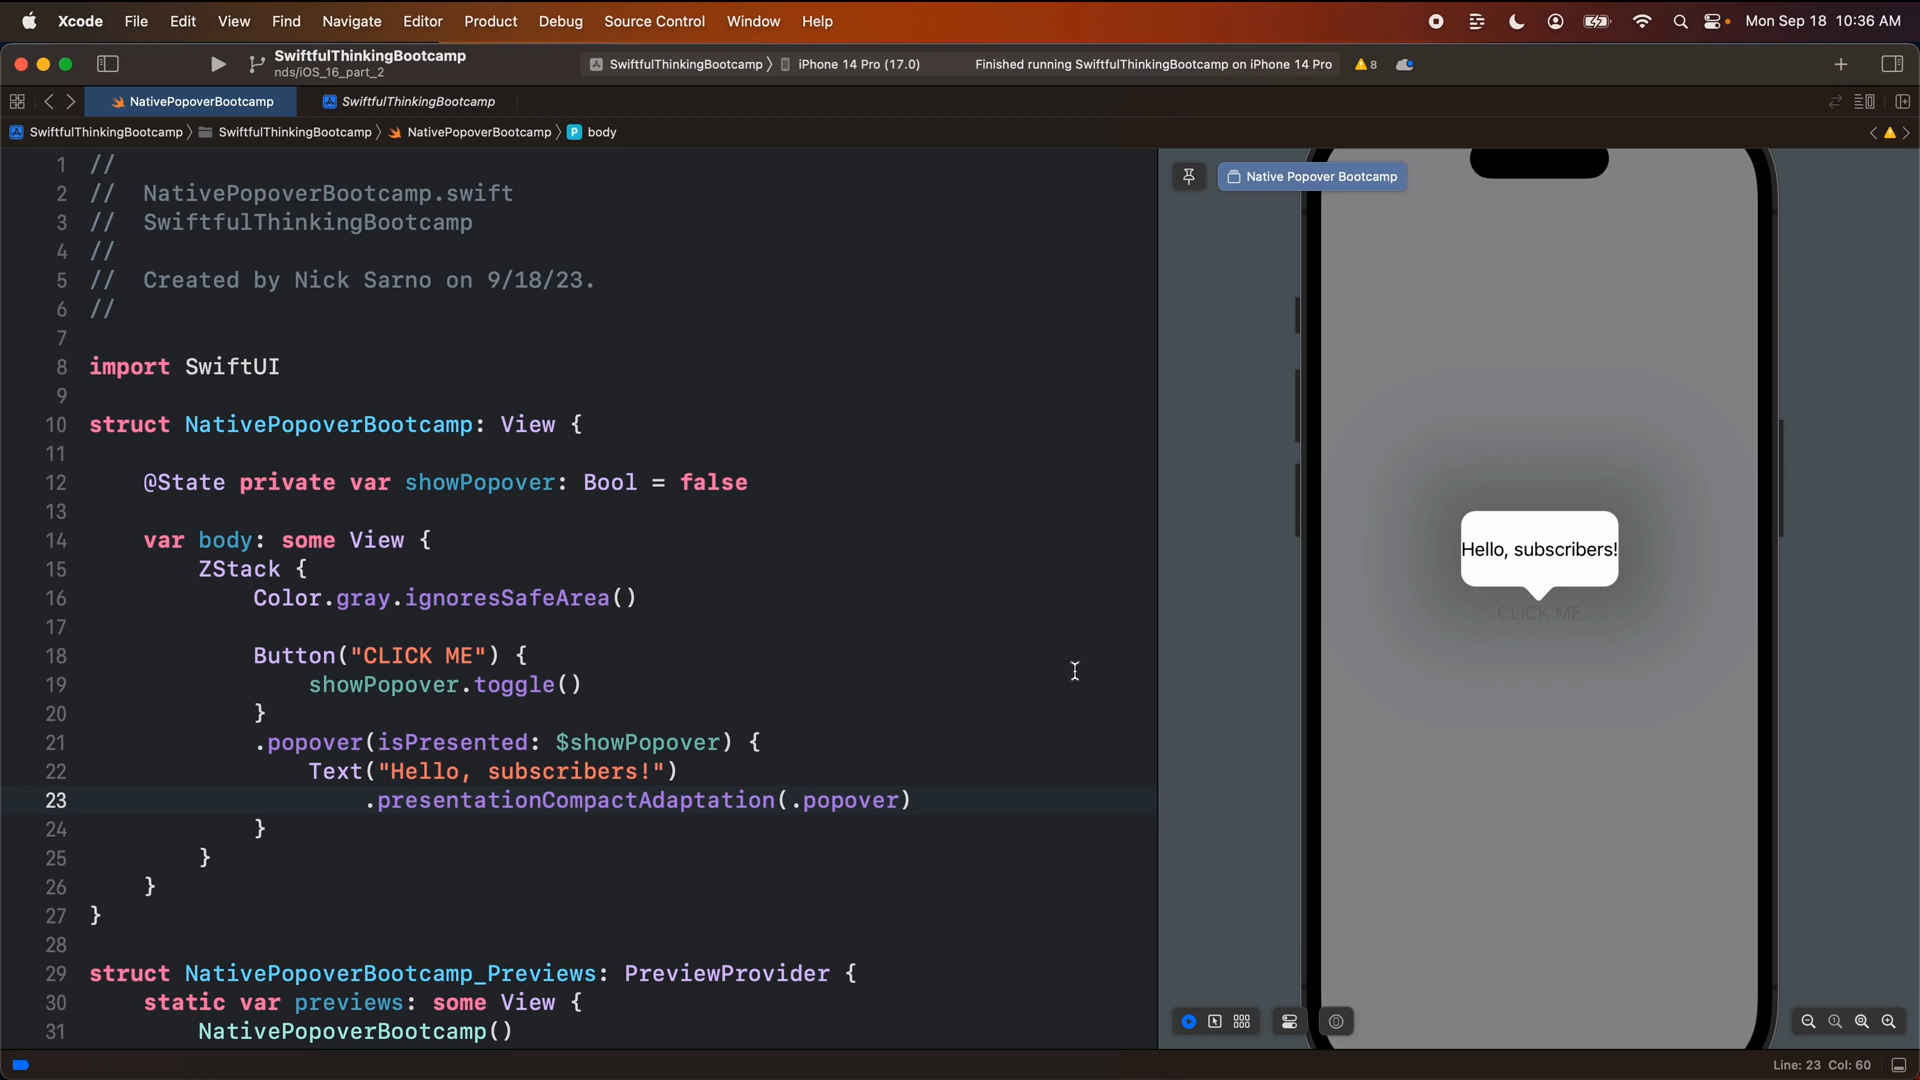 Xcode File Edit View Find Navigate Editor Product Debug Source Control Window Help Mon Sep 18 10:36 AM
SwiftfulThinkingBootcamp
nds/iOS_16_part_2
SwiftfulThinkingBootcamp iPhone 14 Pro (17.0) Finished running SwiftfulThinkingBootcamp on iPhone 14 Pro 8
NativePopoverBootcamp SwiftfulThinkingBootcamp
SwiftfulThinkingBootcamp SwiftfulThinkingBootcamp NativePopoverBootcamp P body
1 //
2 //  NativePopoverBootcamp.swift
3 //  SwiftfulThinkingBootcamp
4 //
5 //  Created by Nick Sarno on 9/18/23.
6 //
7
8 import SwiftUI
9
10 struct NativePopoverBootcamp: View {
11
12     @State private var showPopover: Bool = false
13
14     var body: some View {
15         ZStack {
16             Color.gray.ignoresSafeArea()
17
18             Button("CLICK ME") {
19                 showPopover.toggle()
20             }
21             .popover(isPresented: $showPopover) {
22                 Text("Hello, subscribers!")
23                     .presentationCompactAdaptation(.popover)
24             }
25         }
26     }
27 }
28
29 struct NativePopoverBootcamp_Previews: PreviewProvider {
30     static var previews: some View {
31         NativePopoverBootcamp()
Native Popover Bootcamp
Hello, subscribers!
CLICK ME
Line: 23 Col: 60